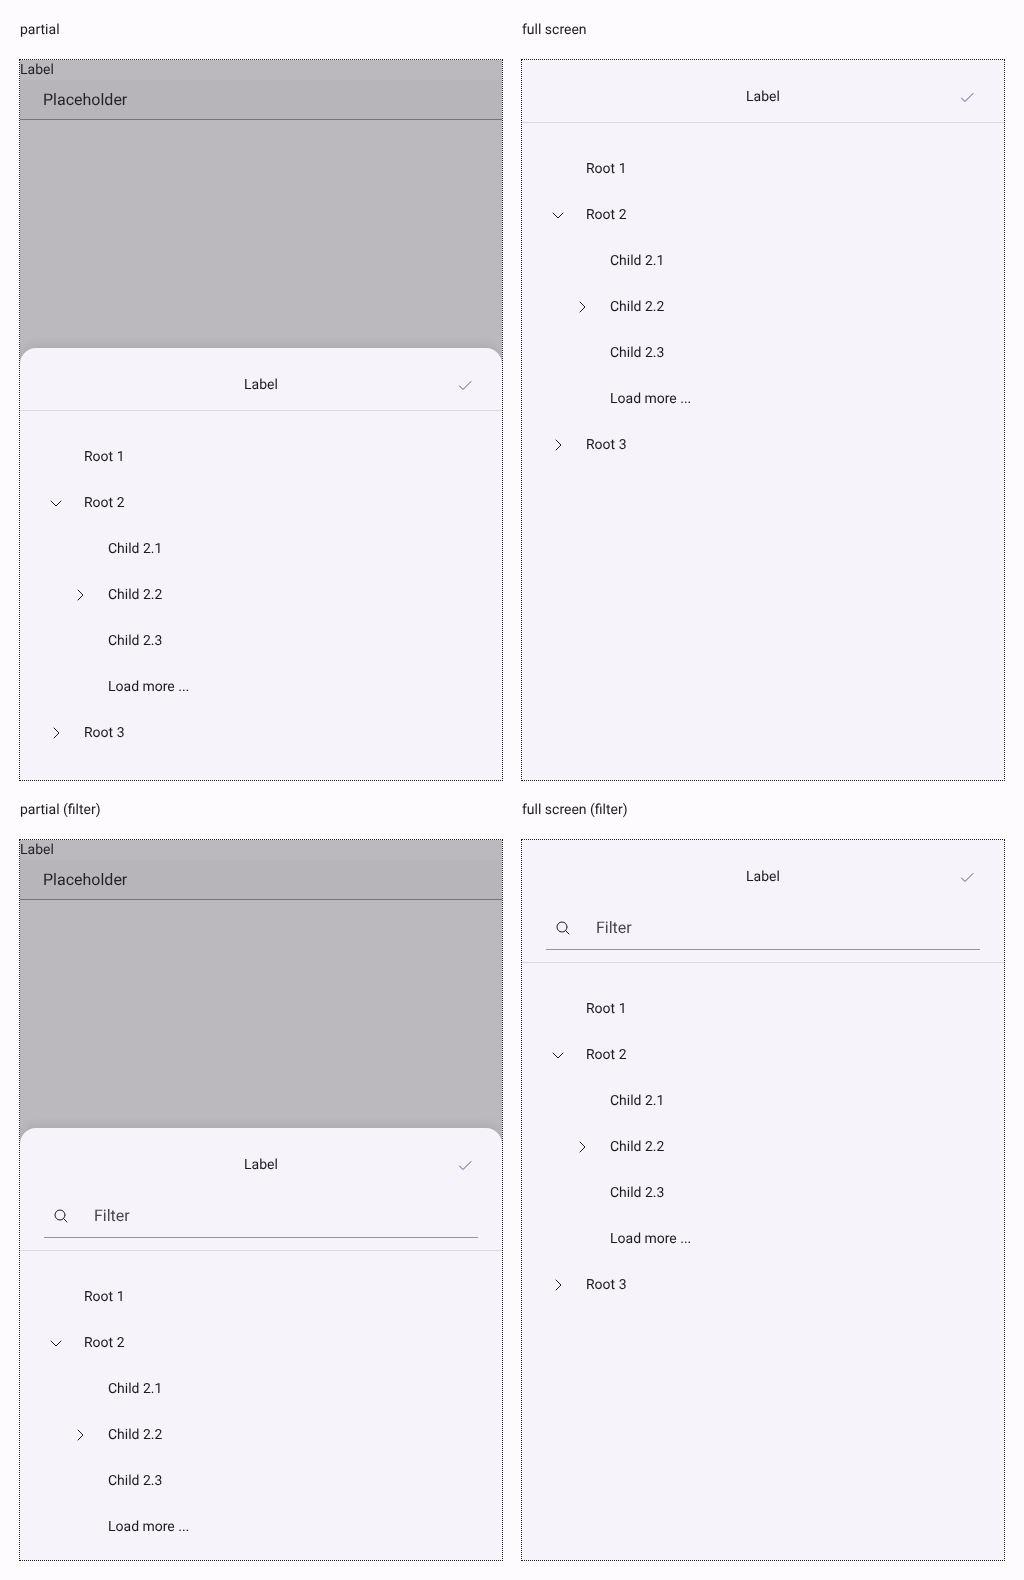 partial
Label
Placeholder
Label
Root 1
Root 2
Child 2.1
Child 2.2
Child 2.3
Load more ...
Root 3
full screen
Label
Root 1
Root 2
Child 2.1
Child 2.2
Child 2.3
Load more ...
Root 3
partial (filter)
Label
Placeholder
Label
Filter
Root 1
Root 2
Child 2.1
Child 2.2
Child 2.3
Load more ...
full screen (filter)
Label
Filter
Root 1
Root 2
Child 2.1
Child 2.2
Child 2.3
Load more ...
Root 3